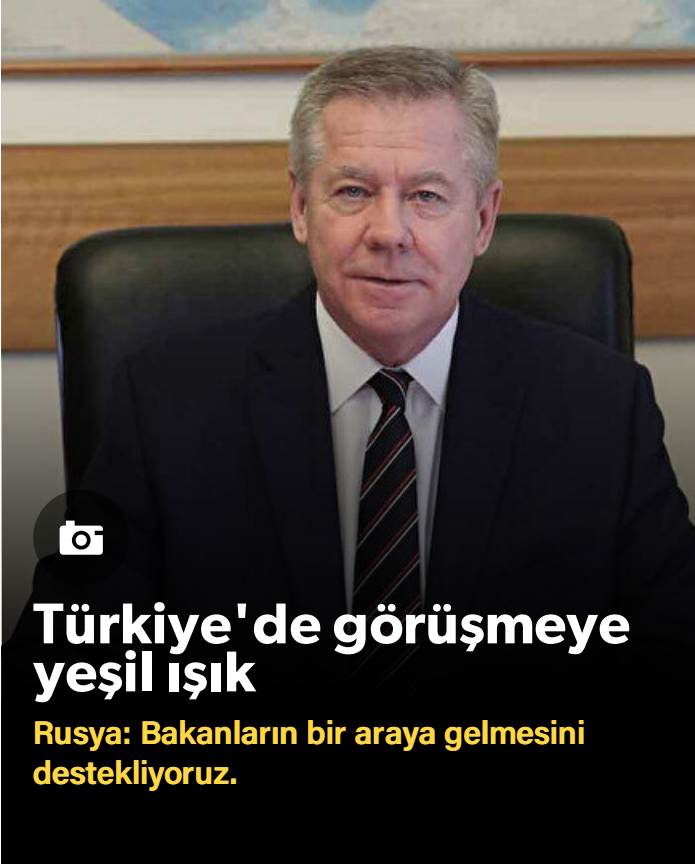 Türkiye'de görüşmeye
yeşil ışık
Rusya: Bakanların bir araya gelmesini
destekliyoruz.